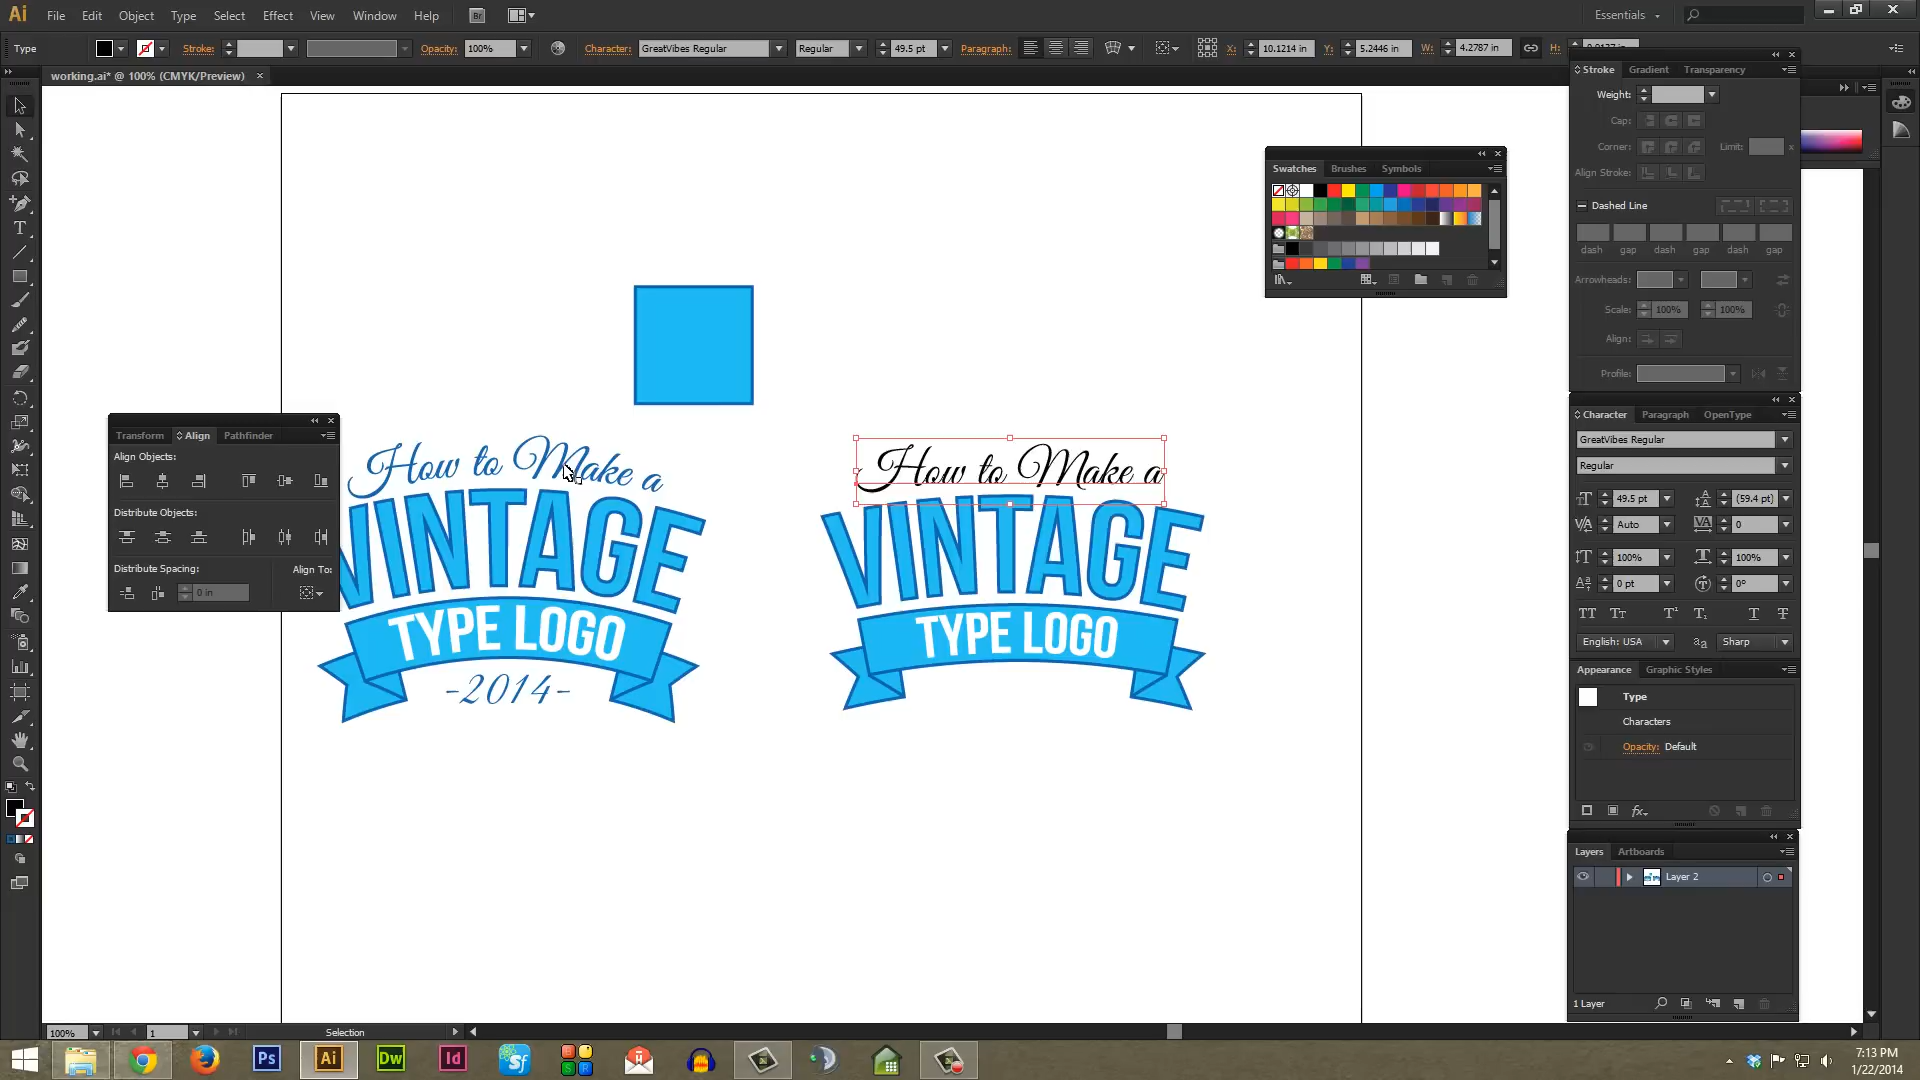 Ai File Edit Object Type Select Effect View Window Help Br Essentials
Type Stroke: Opacity: 100% Character: GreatVibes Regular Regular 49.5 pt Paragraph: X: 10.1214 in Y: 5.2446 in W: 4.2787 in H:
working.ai* @ 100% (CMYK/Preview)
Stroke Gradient Transparency
Weight:
Cap:
Corner: Limit: x
Align Stroke:
Dashed Line
dash gap dash gap dash gap
Arrowheads:
Scale: 100% 100%
Align:
Profile:
Swatches Brushes Symbols
Transform Align Pathfinder
Align Objects:
Distribute Objects:
Distribute Spacing: Align To:
0 in
How to Make a
VINTAGE
TYPE LOGO
-2014-
How to Make a
VINTAGE
TYPE LOGO
Character Paragraph OpenType
GreatVibes Regular
Regular
49.5 pt (59.4 pt)
Auto 0
100% 100%
0 pt 0°
English: USA Sharp
Appearance Graphic Styles
Type
Characters
Opacity: Default
Layers Artboards
Layer 2
1 Layer
100% 1 Selection
Ps Ai Dw Id Sf
7:13 PM
1/22/2014